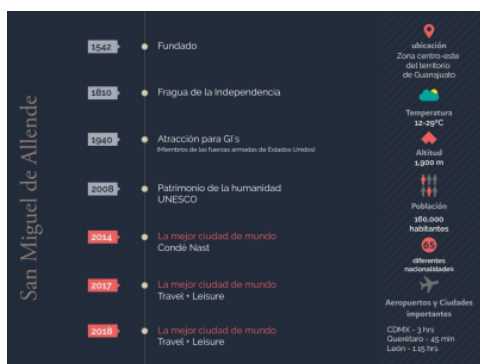 San Miguel de Allende
1542
Fundado
1810
Fragua de la Independencia
1940
Atracción para GI's
(Miembros de las fuerzas armadas de Estados Unidos)
2008
Patrimonio de la humanidad
UNESCO
2014
La mejor ciudad de mundo
Condé Nast
2017
La mejor ciudad de mundo
Travel + Leisure
2018
La mejor ciudad de mundo
Travel + Leisure
ubicación
Zona centro-este
del territorio
de Guanajuato
Temperatura
12-29ºC
Altitud
1,900 m
Población
160,000
habitantes
65
diferentes
nacionalidades
Aeropuertos y Ciudades
importantes
CDMX - 3 hrs
Querétaro - 45 min
León - 1.15 hrs